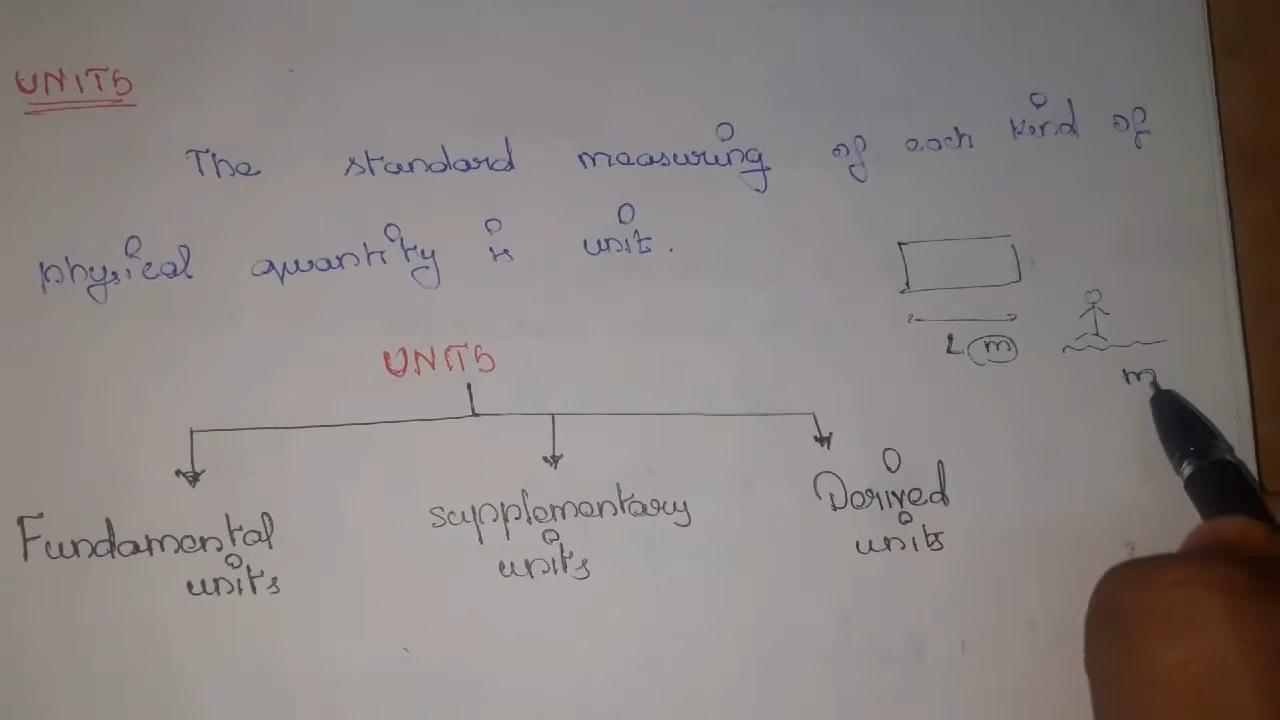 UNITS
The standard measuring of each kind of
physical quantity is unit.
L m
m
UNITS
Fundamental units
supplementary units
Derived units